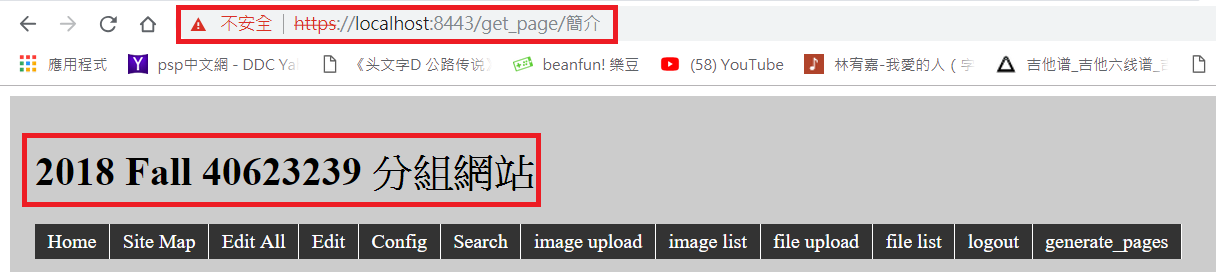 不安全 https://localhost:8443/get_page/簡介
應用程式 psp中文網 - DDC Ya 《头文字D 公路传说》 beanfun! 樂豆 (58) YouTube 林宥嘉-我愛的人 ( 字 吉他谱_吉他六线谱_
2018 Fall 40623239 分組網站
Home Site Map Edit All Edit Config Search image upload image list file upload file list logout generate_pages